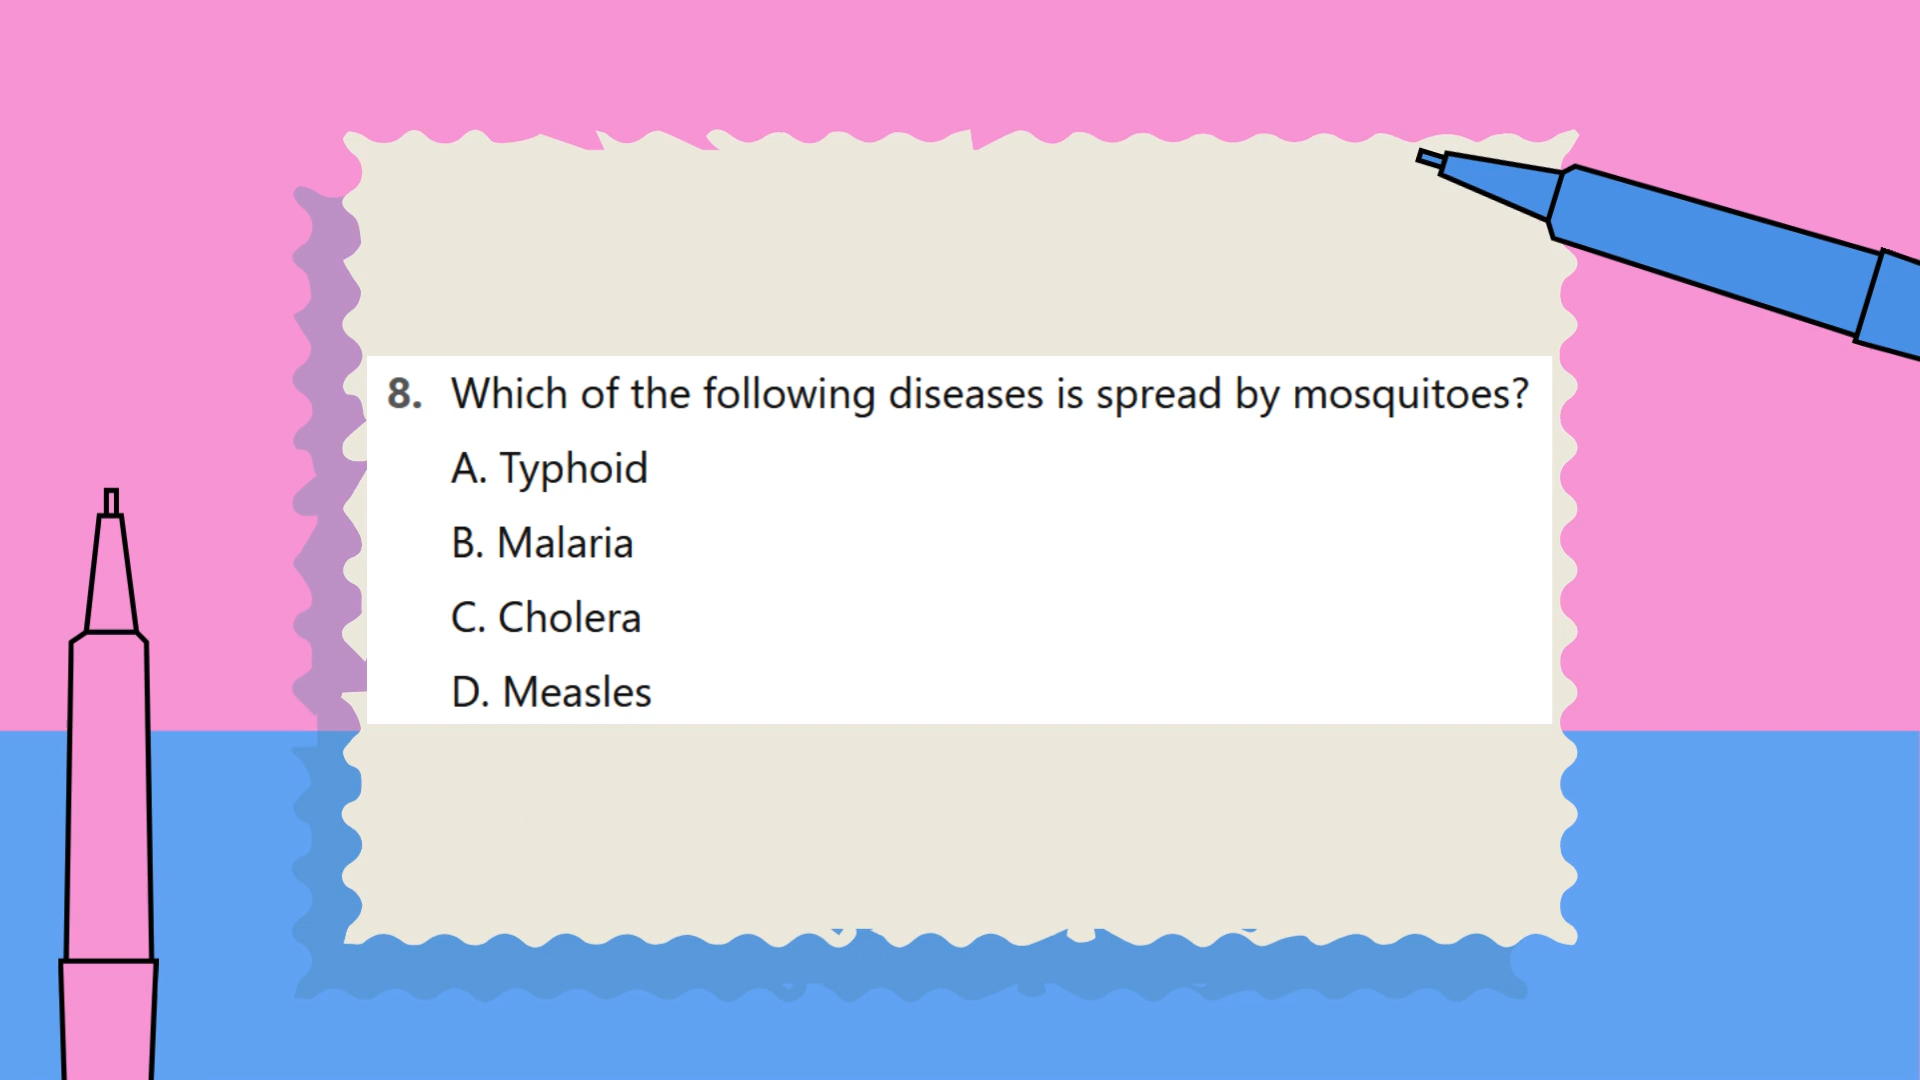 8. Which of the following diseases is spread by mosquitoes?
A. Typhoid
B. Malaria
C. Cholera
D. Measles